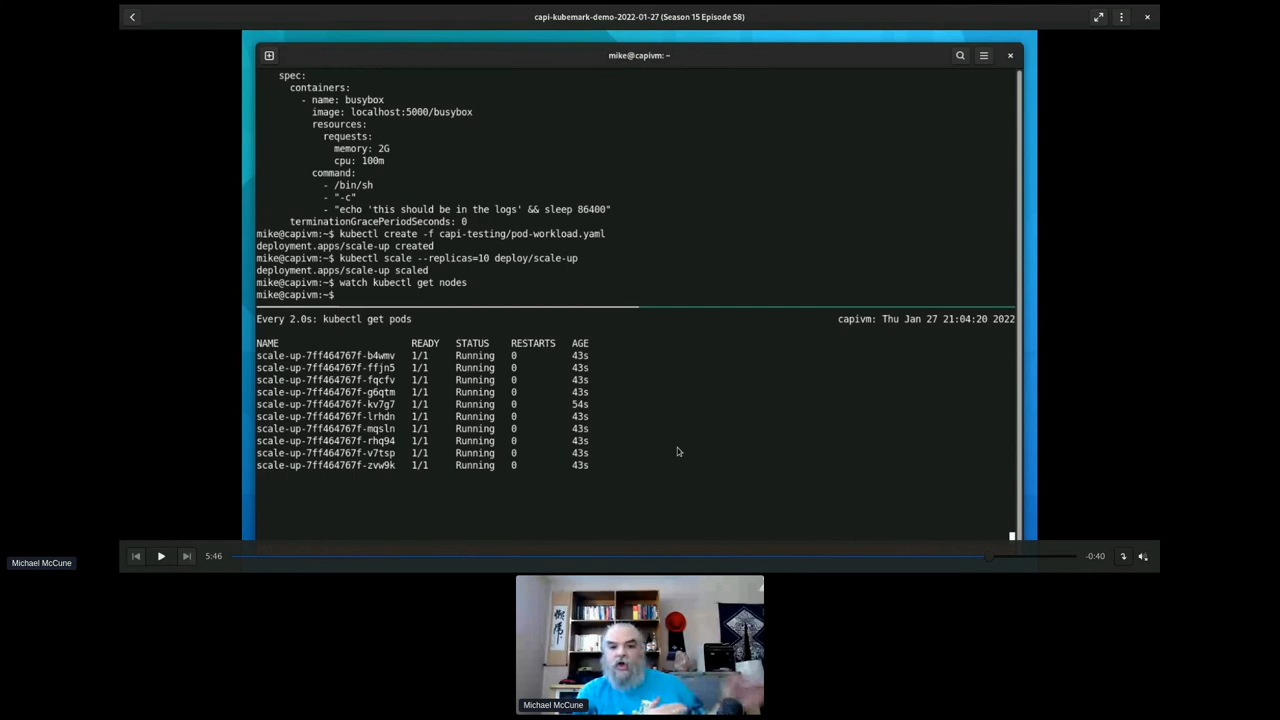 capi-kubemark-demo-2022-01-27 (Season 15 Episode 58)
mike@capivm: ~
spec:
containers:
- name: busybox
image: localhost:5000/busybox
resources:
requests:
memory: 2G
cpu: 100m
command:
- /bin/sh
- "-c"
- "echo 'this should be in the logs' && sleep 86400"
terminationGracePeriodSeconds: 0
mike@capivm:~$ kubectl create -f capi-testing/pod-workload.yaml
deployment.apps/scale-up created
mike@capivm:~$ kubectl scale --replicas=10 deploy/scale-up
deployment.apps/scale-up scaled
mike@capivm:~$ watch kubectl get nodes
mike@capivm:~$
Every 2.0s: kubectl get pods capivm: Thu Jan 27 21:04:20 2022
NAME READY STATUS RESTARTS AGE
scale-up-7ff464767f-b4wmv 1/1 Running 0 43s
scale-up-7ff464767f-ffjn5 1/1 Running 0 43s
scale-up-7ff464767f-fqcfv 1/1 Running 0 43s
scale-up-7ff464767f-g6qtm 1/1 Running 0 43s
scale-up-7ff464767f-kv7g7 1/1 Running 0 54s
scale-up-7ff464767f-lrhdn 1/1 Running 0 43s
scale-up-7ff464767f-mqsln 1/1 Running 0 43s
scale-up-7ff464767f-rhq94 1/1 Running 0 43s
scale-up-7ff464767f-v7tsp 1/1 Running 0 43s
scale-up-7ff464767f-zvw9k 1/1 Running 0 43s
5:46 -0:40
Michael McCune
Michael McCune